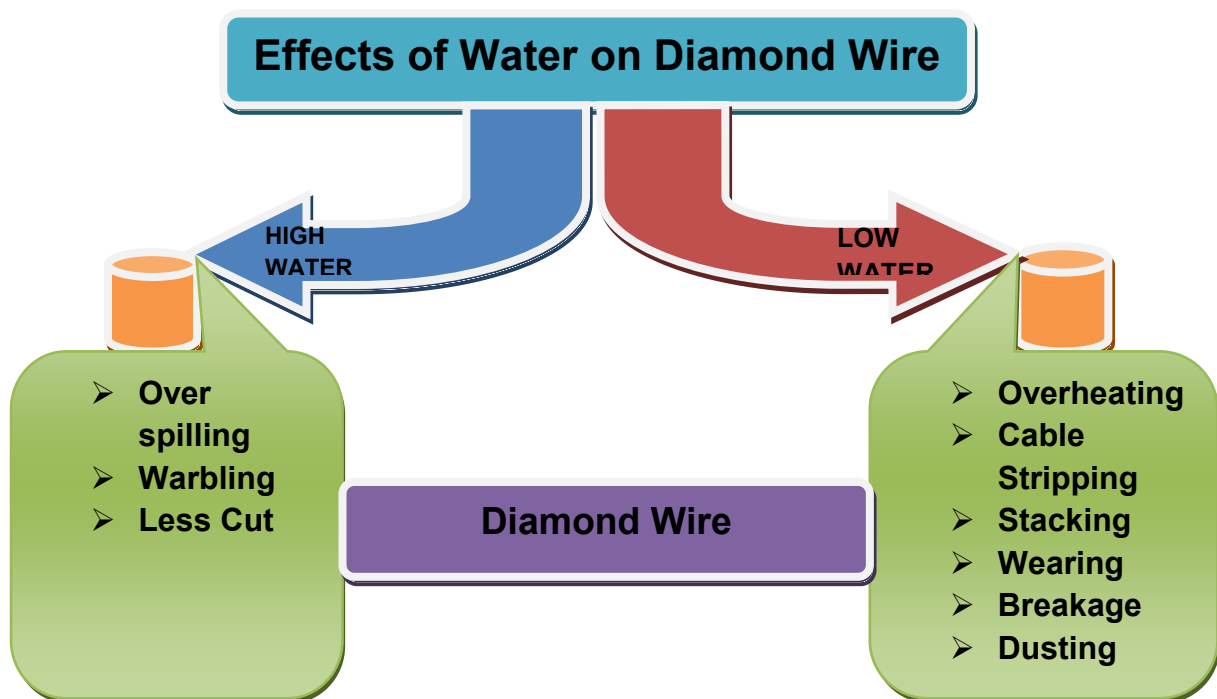 Effects of Water on Diamond Wire
HIGH
WATER
LOW
WATER
➢ Over
spilling
➢ Warbling
➢ Less Cut
Diamond Wire
➢ Overheating
➢ Cable
Stripping
➢ Stacking
➢ Wearing
➢ Breakage
➢ Dusting